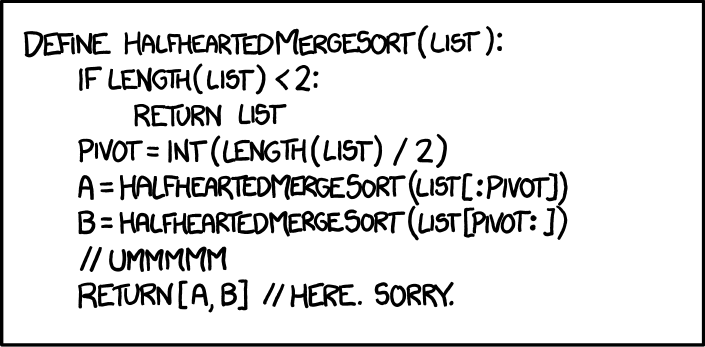 DEFINE HALFHEARTEDMERGESORT(LIST):
IF LENGTH(LIST) < 2:
RETURN LIST
PIVOT = INT(LENGTH(LIST) / 2)
A = HALFHEARTEDMERGESORT(LIST[:PIVOT])
B = HALFHEARTEDMERGESORT(LIST[PIVOT:])
// UMMMMM
RETURN[A, B] // HERE. SORRY.